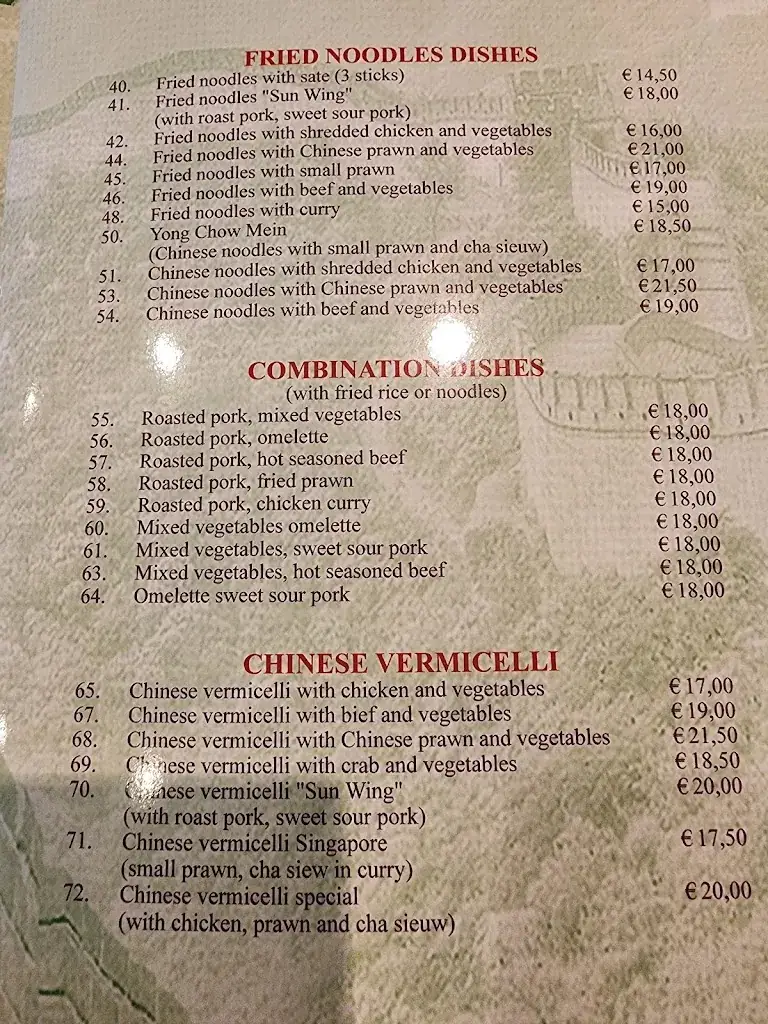 FRIED NOODLES DISHES
40. Fried noodles with sate (3 sticks) € 14,50
41. Fried noodles "Sun Wing" € 18,00
(with roast pork, sweet sour pork)
42. Fried noodles with shredded chicken and vegetables € 16,00
44. Fried noodles with Chinese prawn and vegetables € 21,00
45. Fried noodles with small prawn € 17,00
46. Fried noodles with beef and vegetables € 19,00
48. Fried noodles with curry € 15,00
50. Yong Chow Mein € 18,50
(Chinese noodles with small prawn and cha sieuw)
51. Chinese noodles with shredded chicken and vegetables € 17,00
53. Chinese noodles with Chinese prawn and vegetables € 21,50
54. Chinese noodles with beef and vegetables € 19,00
COMBINATION DISHES
(with fried rice or noodles)
55. Roasted pork, mixed vegetables € 18,00
56. Roasted pork, omelette € 18,00
57. Roasted pork, hot seasoned beef € 18,00
58. Roasted pork, fried prawn € 18,00
59. Roasted pork, chicken curry € 18,00
60. Mixed vegetables omelette € 18,00
61. Mixed vegetables, sweet sour pork € 18,00
63. Mixed vegetables, hot seasoned beef € 18,00
64. Omelette sweet sour pork € 18,00
CHINESE VERMICELLI
65. Chinese vermicelli with chicken and vegetables € 17,00
67. Chinese vermicelli with bief and vegetables € 19,00
68. Chinese vermicelli with Chinese prawn and vegetables € 21,50
69. Chinese vermicelli with crab and vegetables € 18,50
70. Chinese vermicelli "Sun Wing" € 20,00
(with roast pork, sweet sour pork)
71. Chinese vermicelli Singapore € 17,50
(small prawn, cha siew in curry)
72. Chinese vermicelli special € 20,00
(with chicken, prawn and cha sieuw)